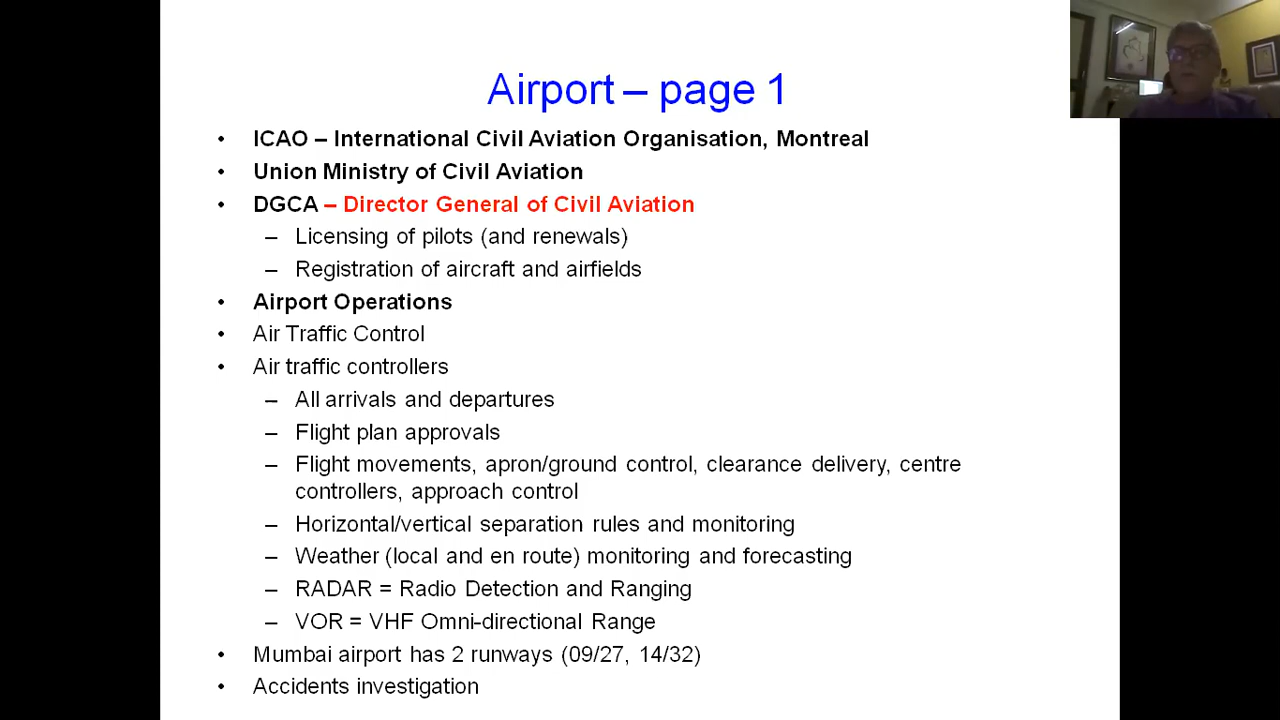 Airport – page 1
• ICAO – International Civil Aviation Organisation, Montreal
• Union Ministry of Civil Aviation
• DGCA – Director General of Civil Aviation
– Licensing of pilots (and renewals)
– Registration of aircraft and airfields
• Airport Operations
• Air Traffic Control
• Air traffic controllers
– All arrivals and departures
– Flight plan approvals
– Flight movements, apron/ground control, clearance delivery, centre
controllers, approach control
– Horizontal/vertical separation rules and monitoring
– Weather (local and en route) monitoring and forecasting
– RADAR = Radio Detection and Ranging
– VOR = VHF Omni-directional Range
• Mumbai airport has 2 runways (09/27, 14/32)
• Accidents investigation